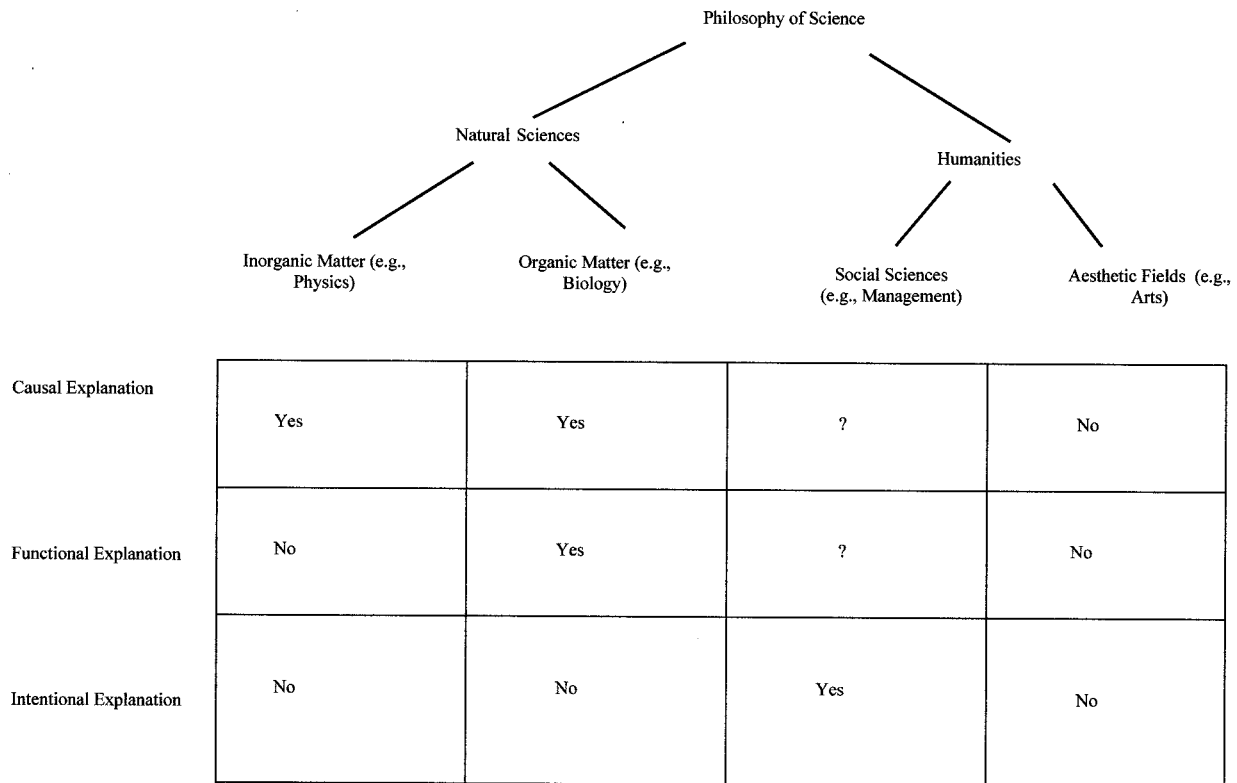 Philosophy of Science
Natural Sciences
Humanities
Inorganic Matter (e.g.,
Physics)
Organic Matter (e.g.,
Biology)
Social Sciences
(e.g., Management)
Aesthetic Fields (e.g.,
Arts)
Causal Explanation
Yes
Yes
?
No
Functional Explanation
No
Yes
?
No
Intentional Explanation
No
No
Yes
No